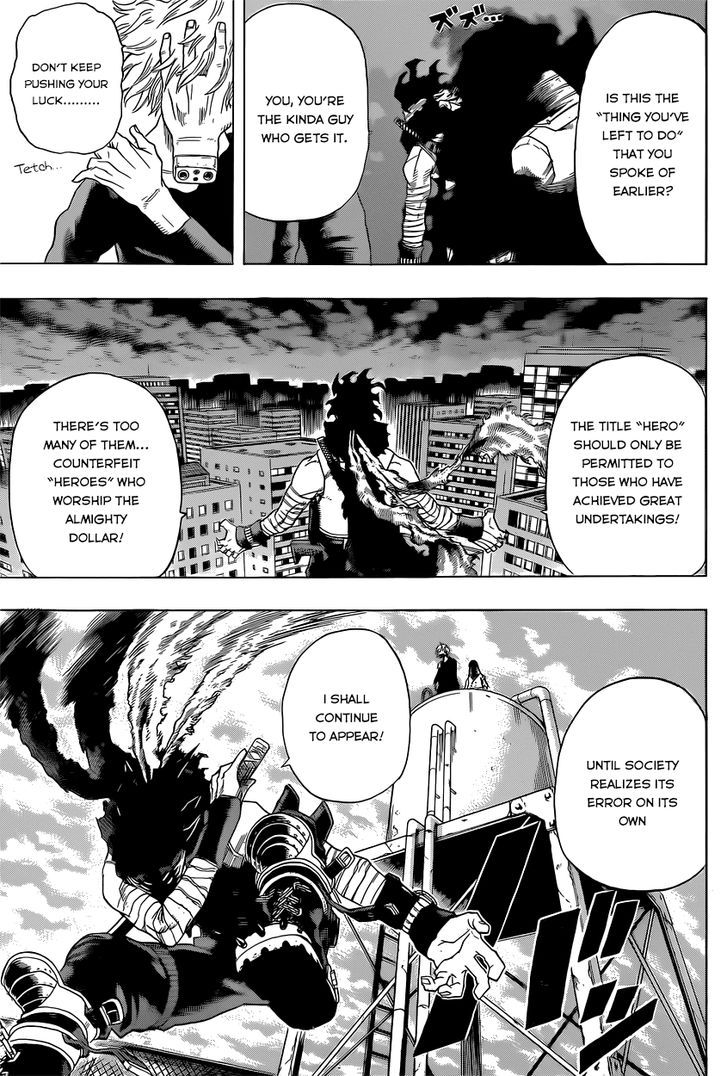 ズズ…
IS THIS THE
"THING YOU'VE
LEFT TO DO"
THAT YOU
SPOKE OF
EARLIER?
YOU, YOU'RE
THE KINDA GUY
WHO GETS IT.
DON'T KEEP
PUSHING YOUR
LUCK.........
Tetch...
THE TITLE "HERO"
SHOULD ONLY BE
PERMITTED TO
THOSE WHO HAVE
ACHIEVED GREAT
UNDERTAKINGS!
THERE'S TOO
MANY OF THEM...
COUNTERFEIT
"HEROES" WHO
WORSHIP THE
ALMIGHTY
DOLLAR!
UNTIL SOCIETY
REALIZES ITS
ERROR ON ITS
OWN
I SHALL
CONTINUE
TO APPEAR!